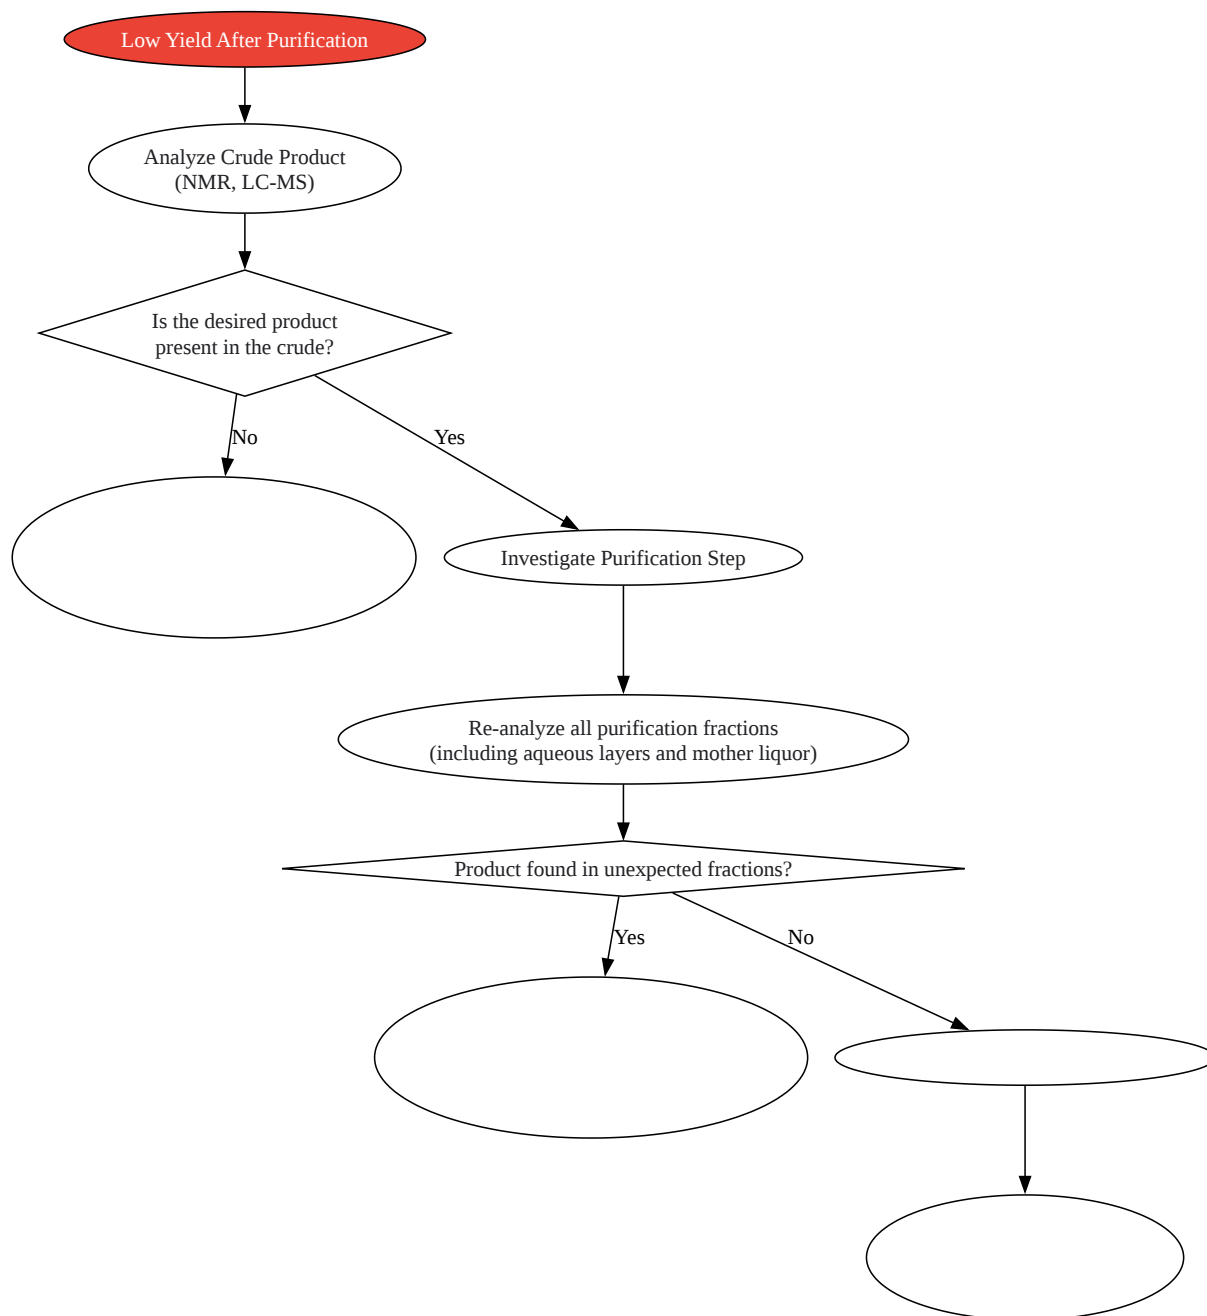 Low Yield After Purification
Analyze Crude Product
(NMR, LC-MS)
Is the desired product
present in the crude?
No
Yes
Investigate Purification Step
Re-analyze all purification fractions
(including aqueous layers and mother liquor)
Product found in unexpected fractions?
Yes
No